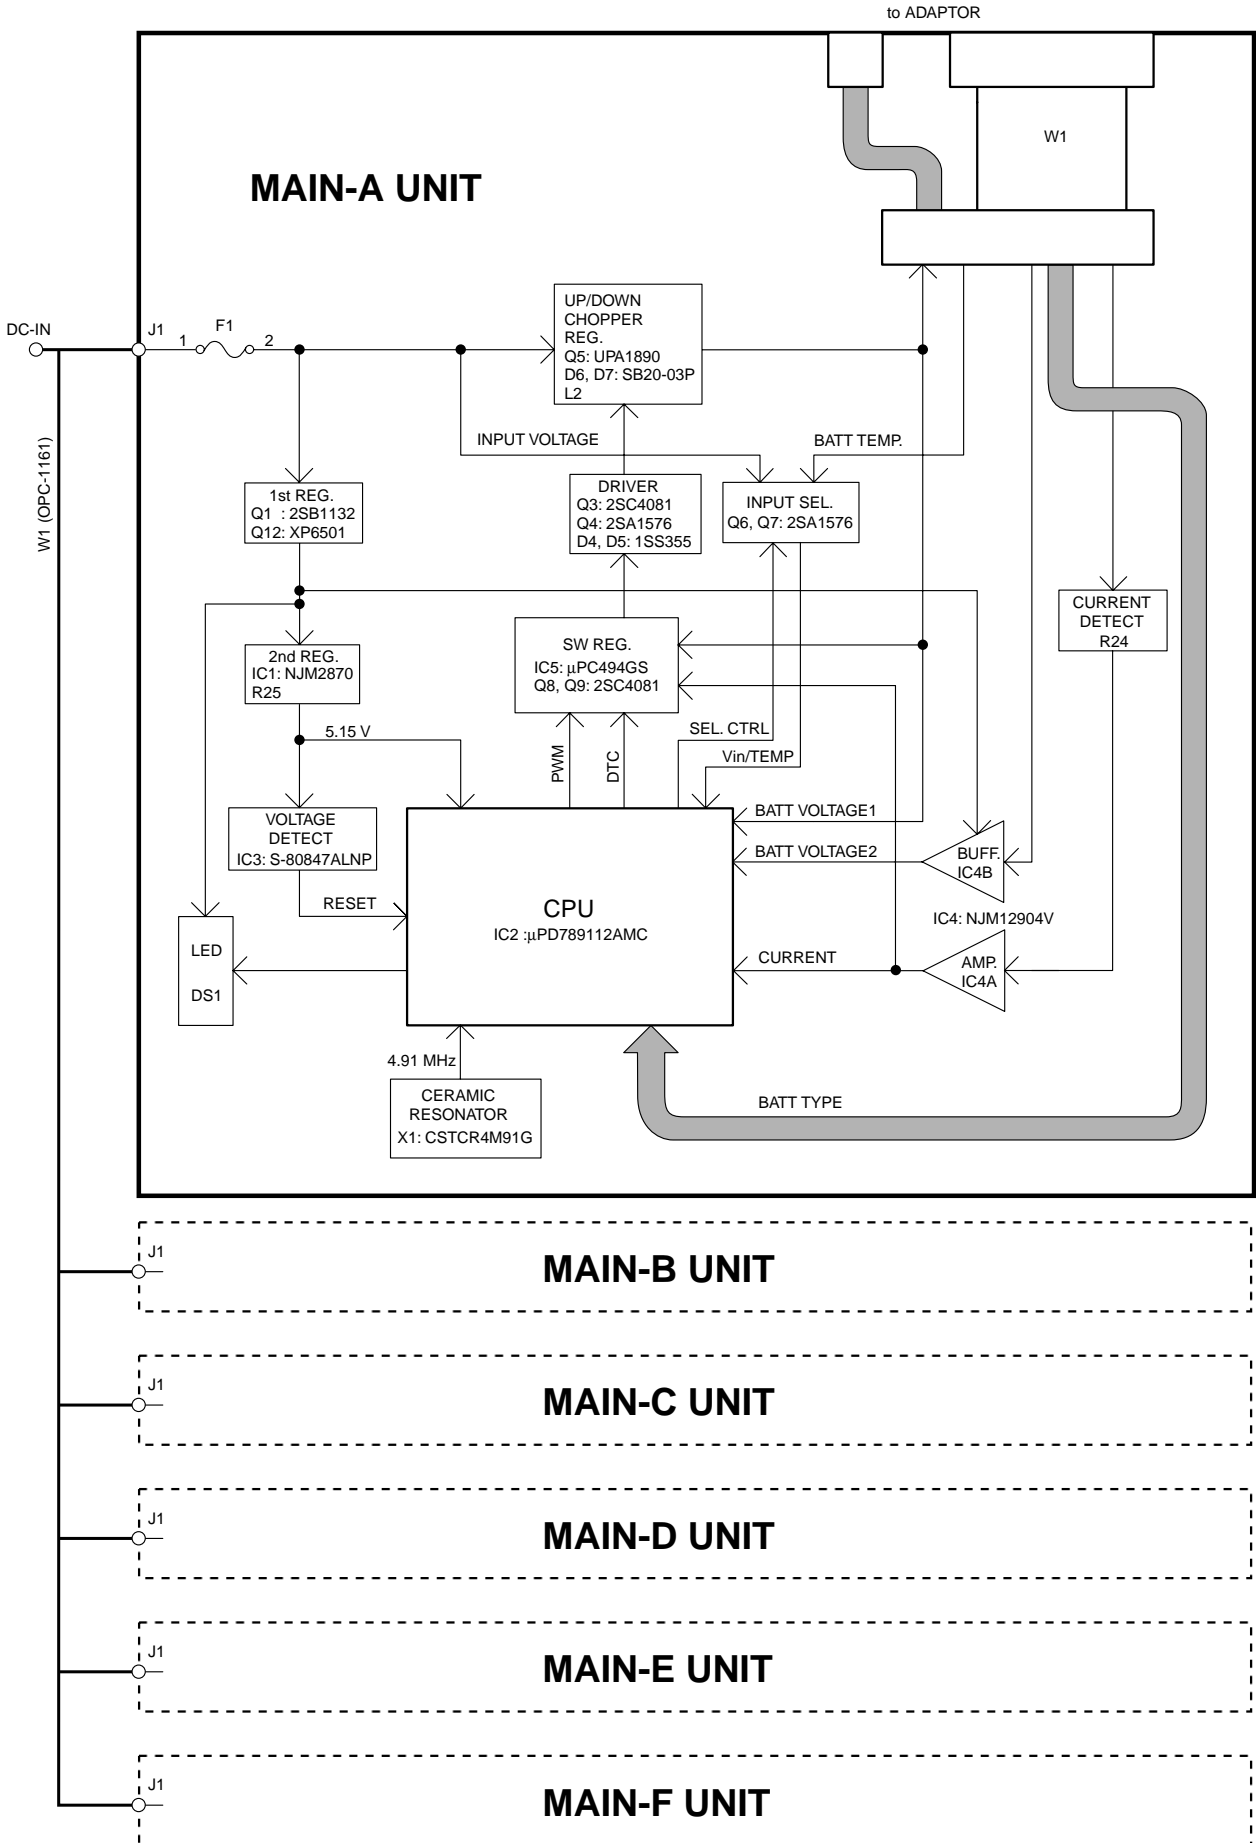 to ADAPTOR
W1
MAIN-A UNIT
DC-IN
J1
1
F1
2
W1 (OPC-1161)
UP/DOWN
CHOPPER
REG.
Q5: UPA1890
D6, D7: SB20-03P
L2
INPUT VOLTAGE
BATT TEMP.
1st REG.
Q1 : 2SB1132
Q12: XP6501
DRIVER
Q3: 2SC4081
Q4: 2SA1576
D4, D5: 1SS355
INPUT SEL.
Q6, Q7: 2SA1576
CURRENT
DETECT
R24
2nd REG.
IC1: NJM2870
R25
SW REG.
IC5: µPC494GS
Q8, Q9: 2SC4081
5.15 V
PWM
DTC
SEL. CTRL
Vin/TEMP
VOLTAGE
DETECT
IC3: S-80847ALNP
BATT VOLTAGE1
BATT VOLTAGE2
BUFF.
IC4B
RESET
CPU
IC2 :µPD789112AMC
IC4: NJM12904V
LED
DS1
CURRENT
AMP.
IC4A
4.91 MHz
CERAMIC
RESONATOR
X1: CSTCR4M91G
BATT TYPE
J1
MAIN-B UNIT
J1
MAIN-C UNIT
J1
MAIN-D UNIT
J1
MAIN-E UNIT
J1
MAIN-F UNIT